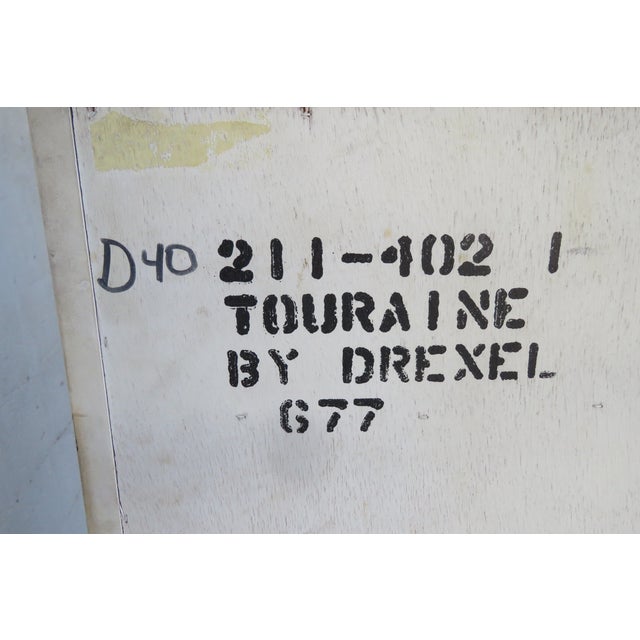 D40 211-402 1
TOURAINE
BY DREXEL
677